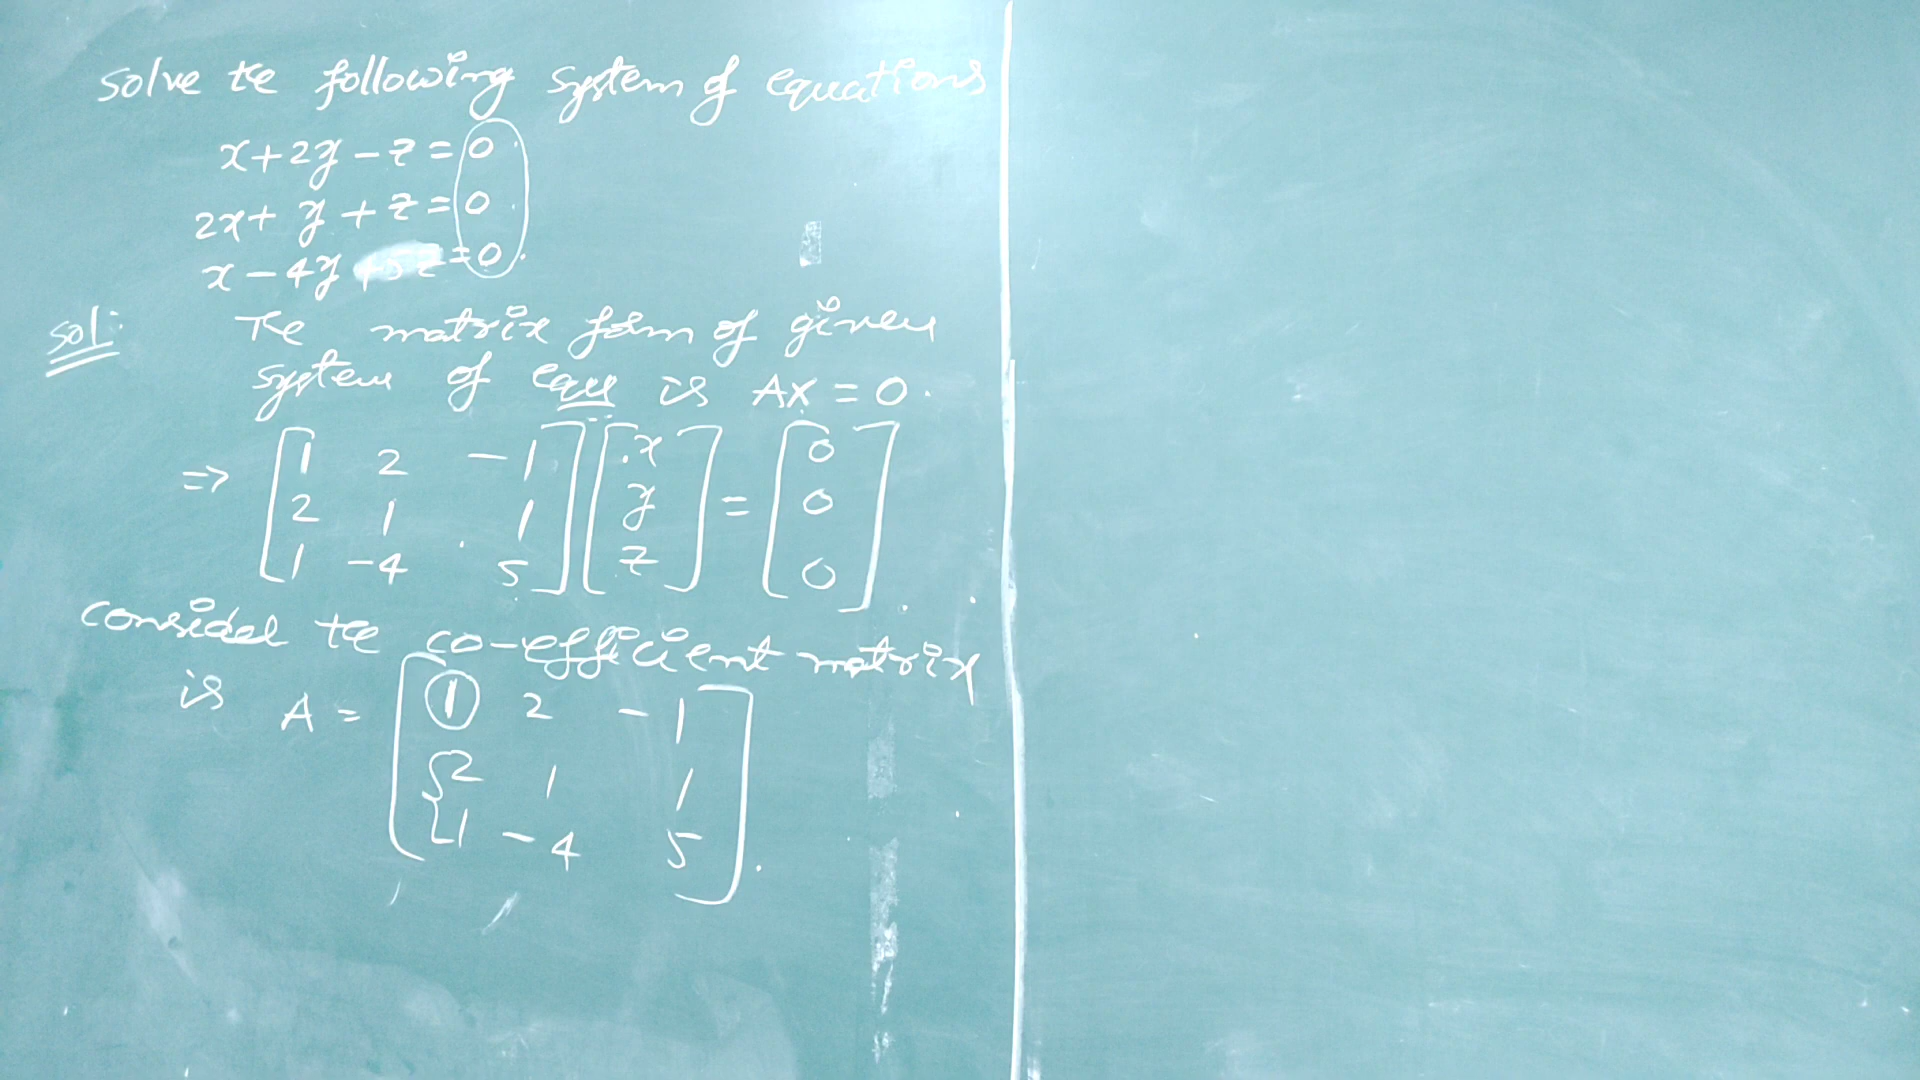 solve the following system of equations
x+2y-z=0
2x+ y+z=0
x-4y+5z=0.
sol: The matrix form of given
system of eqns is AX=0.
=> [1 2 -1] [x] [0]
[2 1 1] [y] = [0]
[1 -4 5] [z] [0].
consider the co-efficient matrix
is A = [1 2 -1]
[2 1 1]
[1 -4 5].